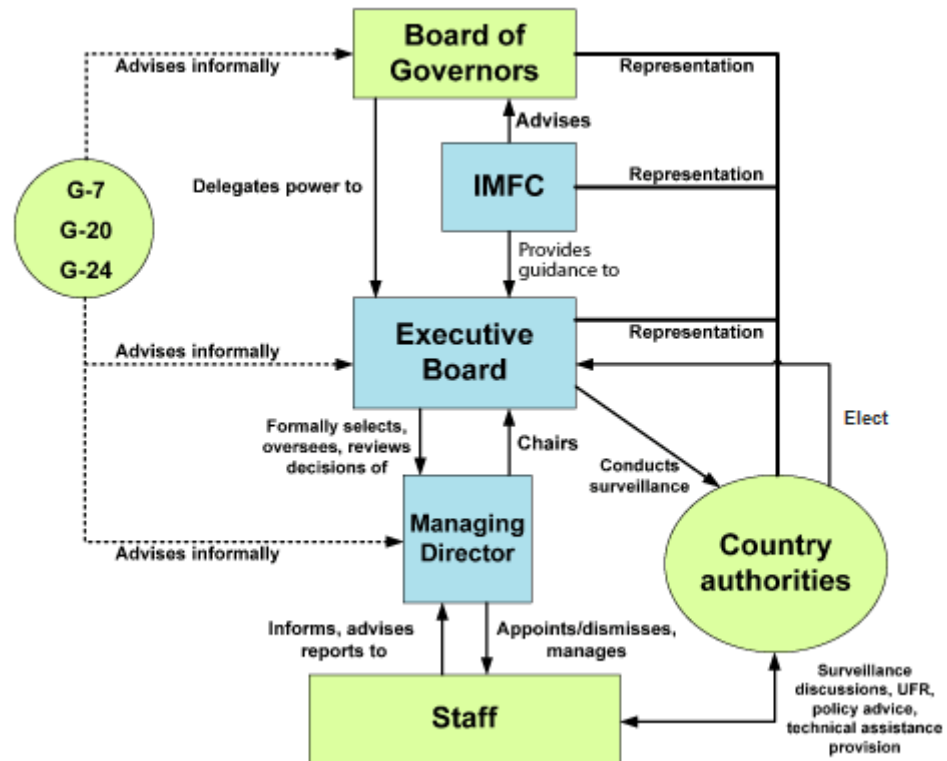 Board of
Governors
Advises informally
Representation
Advises
IMFC
Representation
Delegates power to
G-7
G-20
G-24
Provides
guidance to
Executive
Board
Representation
Advises informally
Elect
Formally selects,
oversees, reviews
decisions of
Chairs
Conducts
surveillance
Managing
Director
Country
authorities
Advises informally
Informs, advises
reports to
Appoints/dismisses,
manages
Staff
Surveillance
discussions, UFR,
policy advice,
technical assistance
provision